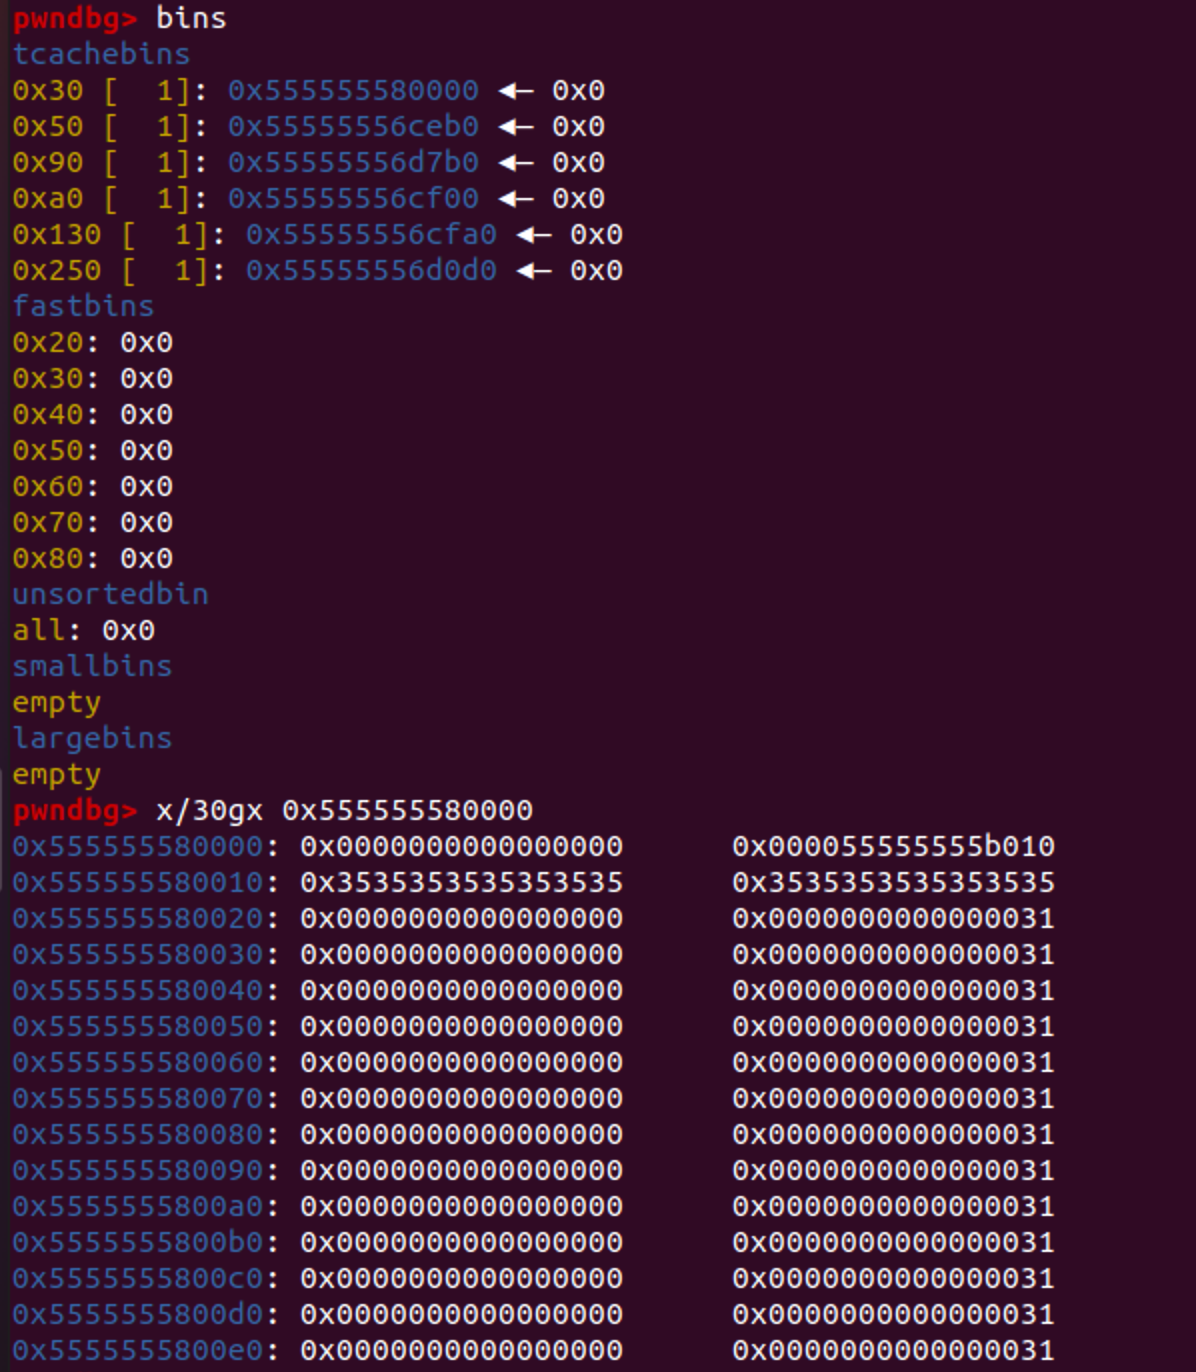 pwndbg> bins
tcachebins
0x30 [  1]: 0x555555580000 ◂— 0x0
0x50 [  1]: 0x55555556ceb0 ◂— 0x0
0x90 [  1]: 0x55555556d7b0 ◂— 0x0
0xa0 [  1]: 0x55555556cf00 ◂— 0x0
0x130 [  1]: 0x55555556cfa0 ◂— 0x0
0x250 [  1]: 0x55555556d0d0 ◂— 0x0
fastbins
0x20: 0x0
0x30: 0x0
0x40: 0x0
0x50: 0x0
0x60: 0x0
0x70: 0x0
0x80: 0x0
unsortedbin
all: 0x0
smallbins
empty
largebins
empty
pwndbg> x/30gx 0x555555580000
0x555555580000: 0x0000000000000000 0x000055555555b010
0x555555580010: 0x3535353535353535 0x3535353535353535
0x555555580020: 0x0000000000000000 0x0000000000000031
0x555555580030: 0x0000000000000000 0x0000000000000031
0x555555580040: 0x0000000000000000 0x0000000000000031
0x555555580050: 0x0000000000000000 0x0000000000000031
0x555555580060: 0x0000000000000000 0x0000000000000031
0x555555580070: 0x0000000000000000 0x0000000000000031
0x555555580080: 0x0000000000000000 0x0000000000000031
0x555555580090: 0x0000000000000000 0x0000000000000031
0x5555555800a0: 0x0000000000000000 0x0000000000000031
0x5555555800b0: 0x0000000000000000 0x0000000000000031
0x5555555800c0: 0x0000000000000000 0x0000000000000031
0x5555555800d0: 0x0000000000000000 0x0000000000000031
0x5555555800e0: 0x0000000000000000 0x0000000000000031